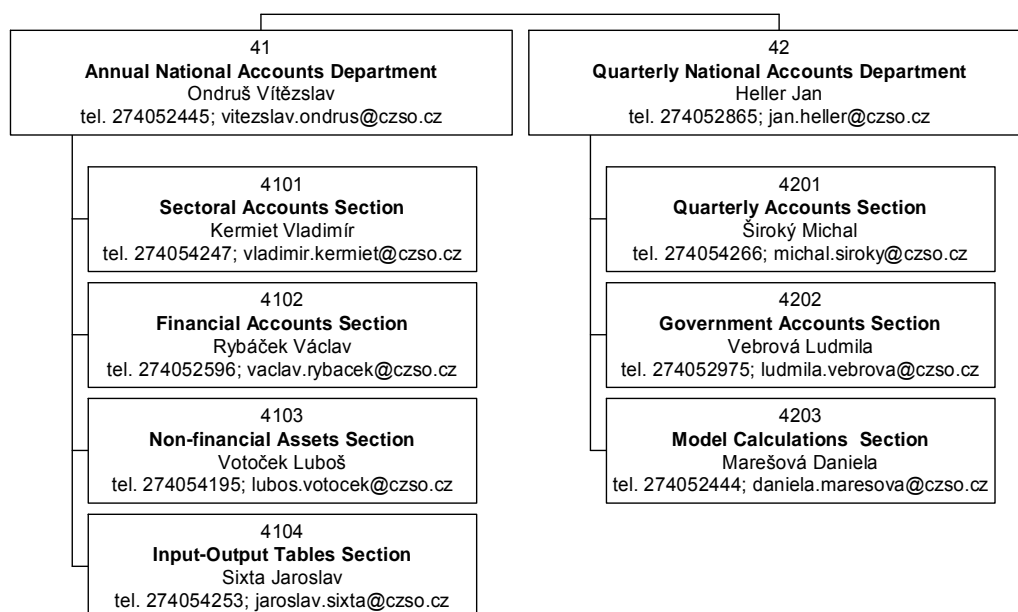 41
Annual National Accounts Department
Ondruš Vítězslav
tel. 274052445; vitezslav.ondrus@czso.cz
4101
Sectoral Accounts Section
Kermiet Vladimír
tel. 274054247; vladimir.kermiet@czso.cz
4102
Financial Accounts Section
Rybáček Václav
tel. 274052596; vaclav.rybacek@czso.cz
4103
Non-financial Assets Section
Votoček Luboš
tel. 274054195; lubos.votocek@czso.cz
4104
Input-Output Tables Section
Sixta Jaroslav
tel. 274054253; jaroslav.sixta@czso.cz
42
Quarterly National Accounts Department
Heller Jan
tel. 274052865; jan.heller@czso.cz
4201
Quarterly Accounts Section
Široký Michal
tel. 274054266; michal.siroky@czso.cz
4202
Government Accounts Section
Vebrová Ludmila
tel. 274052975; ludmila.vebrova@czso.cz
4203
Model Calculations  Section
Marešová Daniela
tel. 274052444; daniela.maresova@czso.cz